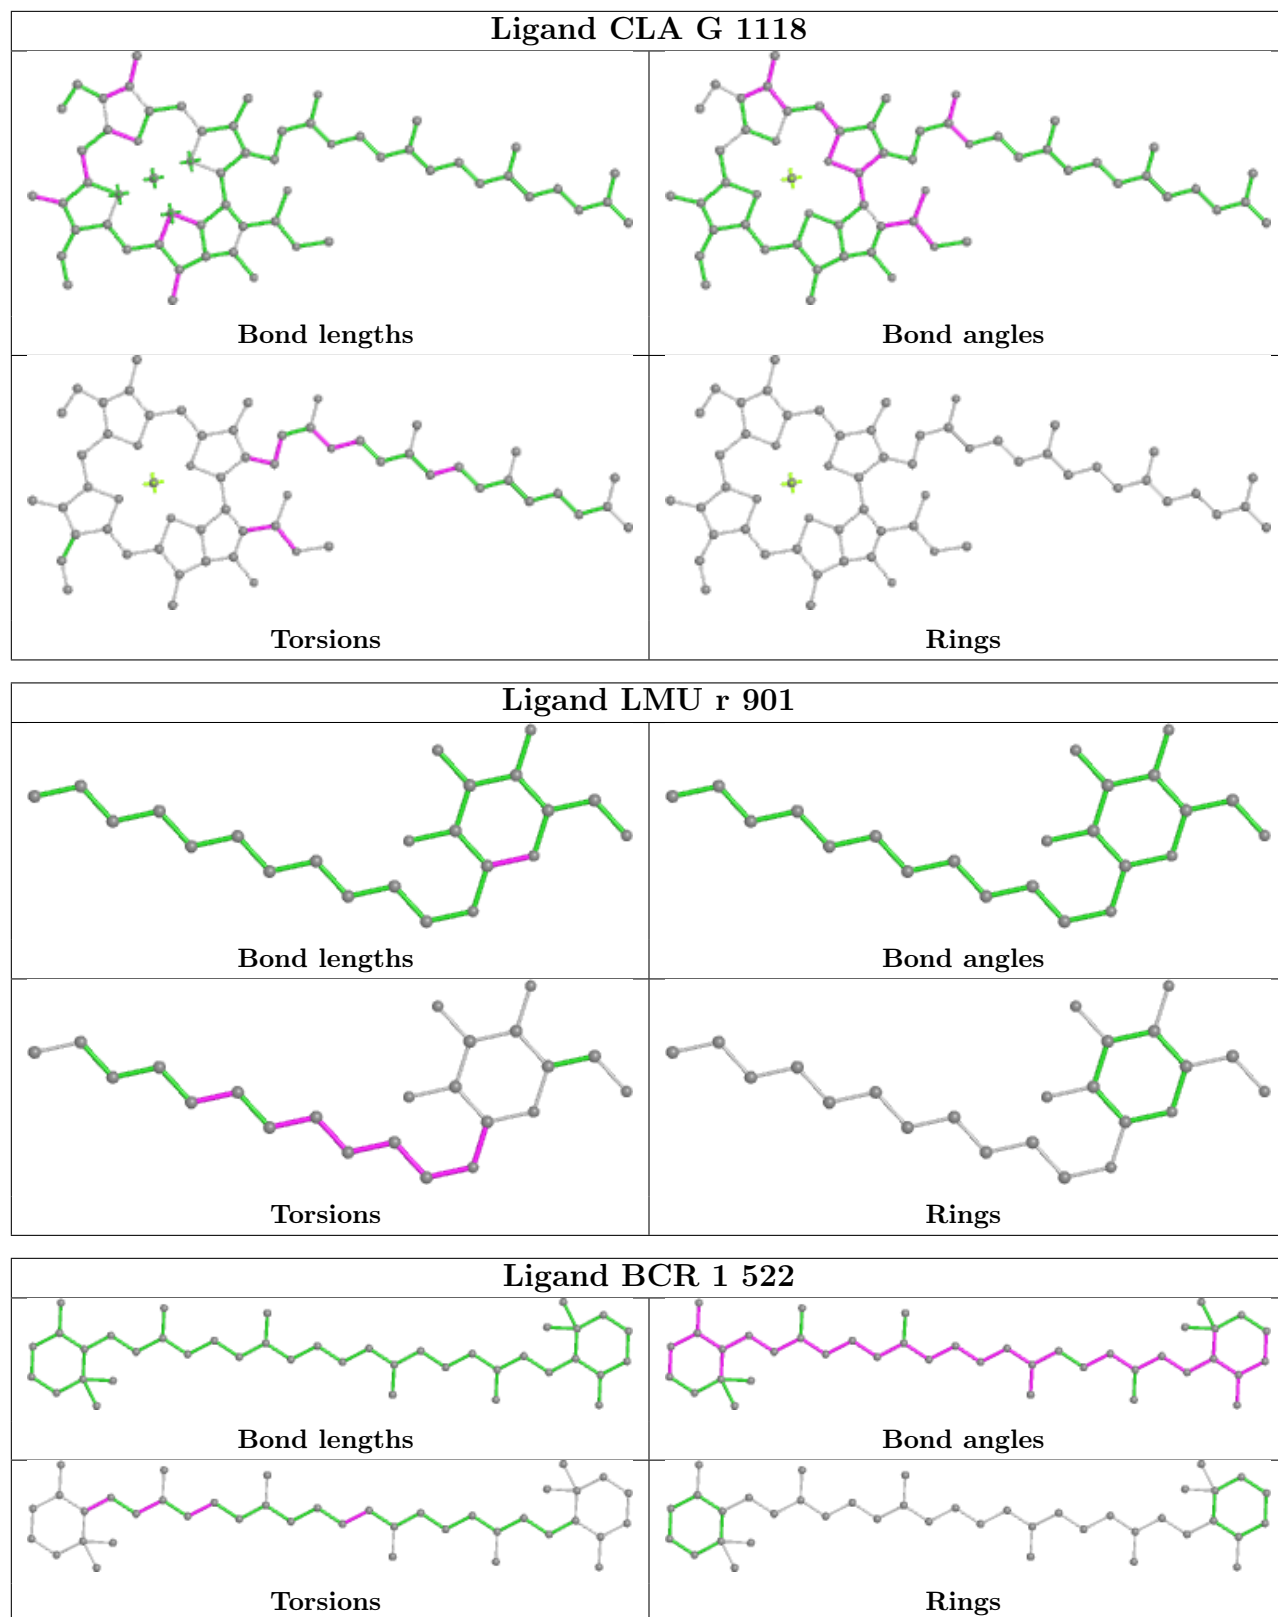 Ligand CLA G 1118
Bond lengths
Bond angles
Torsions
Rings
Ligand LMU r 901
Bond lengths
Bond angles
Torsions
Rings
Ligand BCR 1 522
Bond lengths
Bond angles
Torsions
Rings